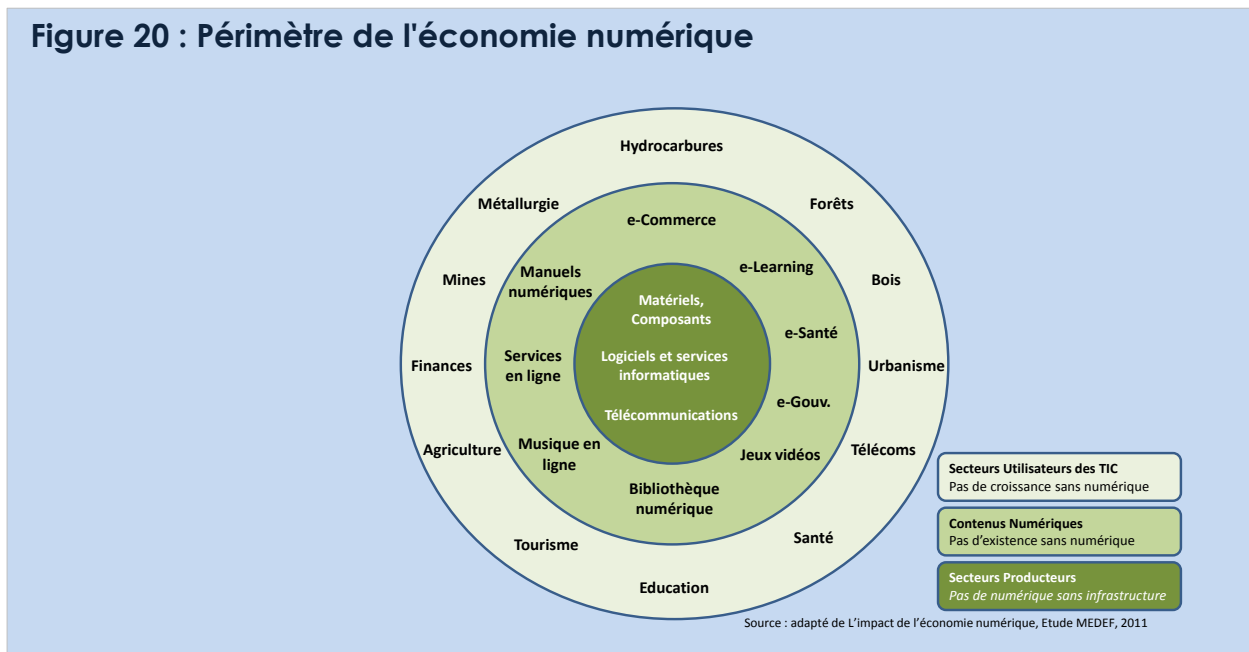 Figure 20 : Périmètre de l'économie numérique
Hydrocarbures
Métallurgie
Forêts
e-Commerce
e-Learning
Manuels
numériques
Mines
Bois
Matériels,
Composants
e-Santé
Logiciels et services
informatiques
Services
en ligne
Finances
Urbanisme
e-Gouv.
Télécommunications
Musique en
ligne
Jeux vidéos
Agriculture
Télécoms
Bibliothèque
numérique
Tourisme
Santé
Education
Secteurs Utilisateurs des TIC
Pas de croissance sans numérique
Contenus Numériques
Pas d'existence sans numérique
Secteurs Producteurs
Pas de numérique sans infrastructure
Source : adapté de L'impact de l'économie numérique, Etude MEDEF, 2011